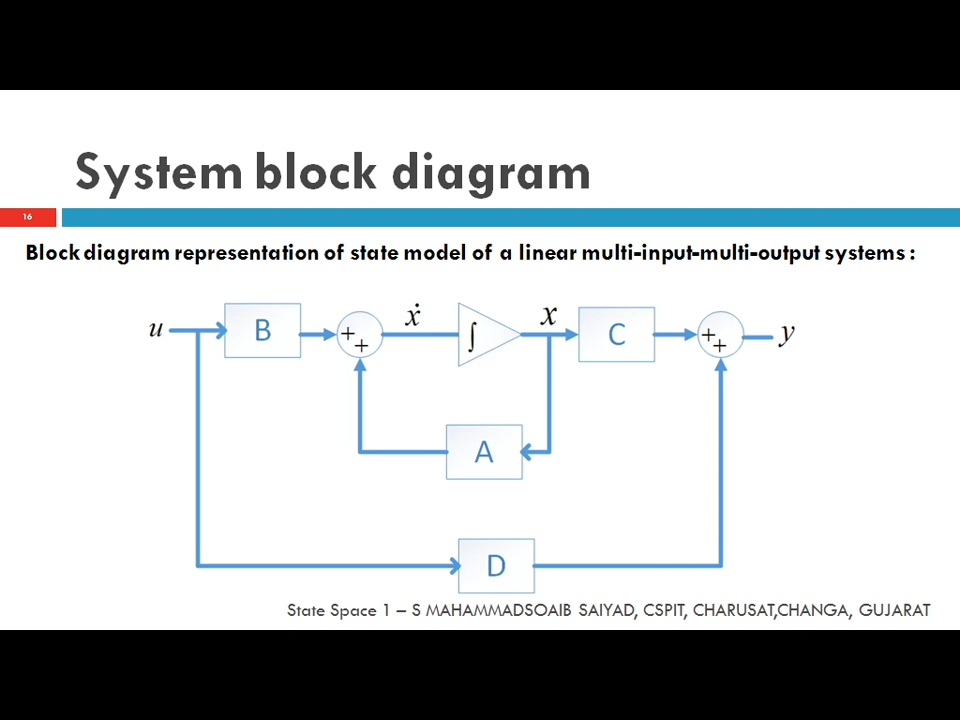 System block diagram
16
Block diagram representation of state model of a linear multi-input-multi-output systems :
u
B
+
+
ẋ
∫
x
C
+
+
y
A
D
State Space 1 – S MAHAMMADSOAIB SAIYAD, CSPIT, CHARUSAT,CHANGA, GUJARAT